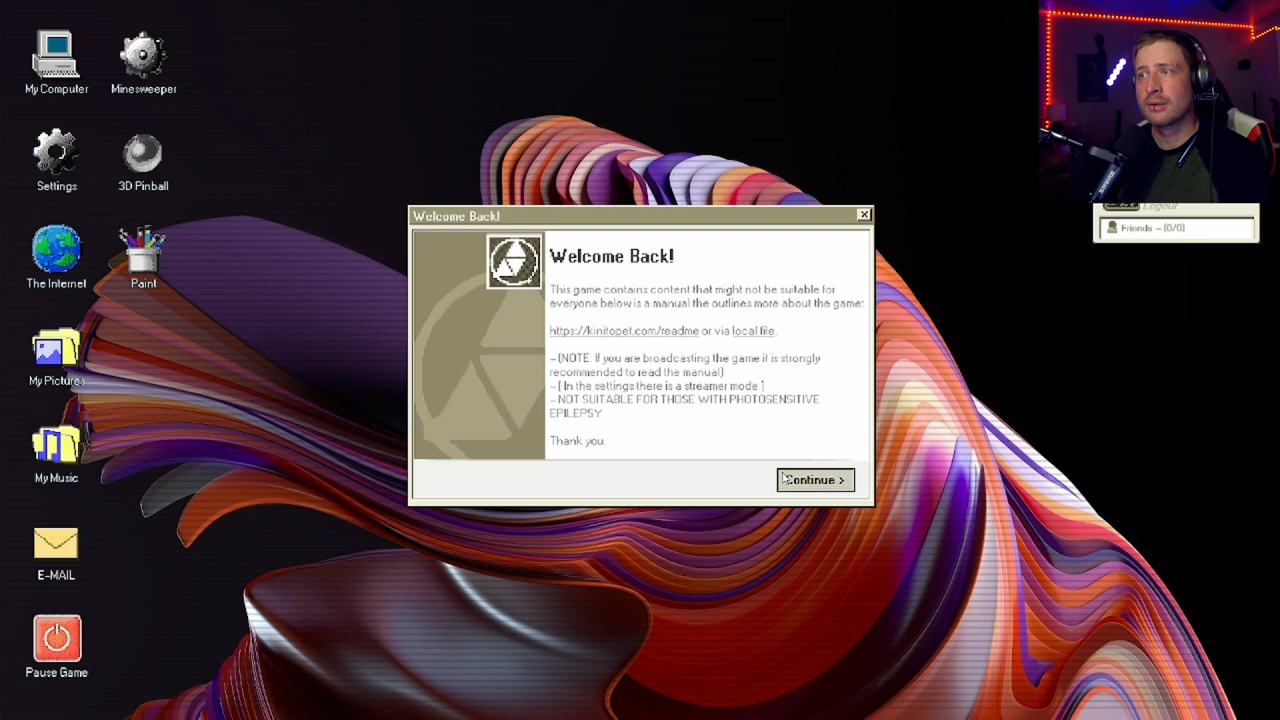 My Computer
Minesweeper
Settings
3D Pinball
The Internet
Paint
My Pictures
My Music
E-MAIL
Pause Game
Welcome Back!
Welcome Back!
This game contains content that might not be suitable for
everyone below is a manual the outlines more about the game:
https://kinitopet.com/readme or via local file.
- (NOTE: If you are broadcasting the game it is strongly
recommended to read the manual)
- [ In the settings there is a streamer mode ]
- NOT SUITABLE FOR THOSE WITH PHOTOSENSITIVE
EPILEPSY
Thank you.
Continue >
Logout
Friends - (0/0)